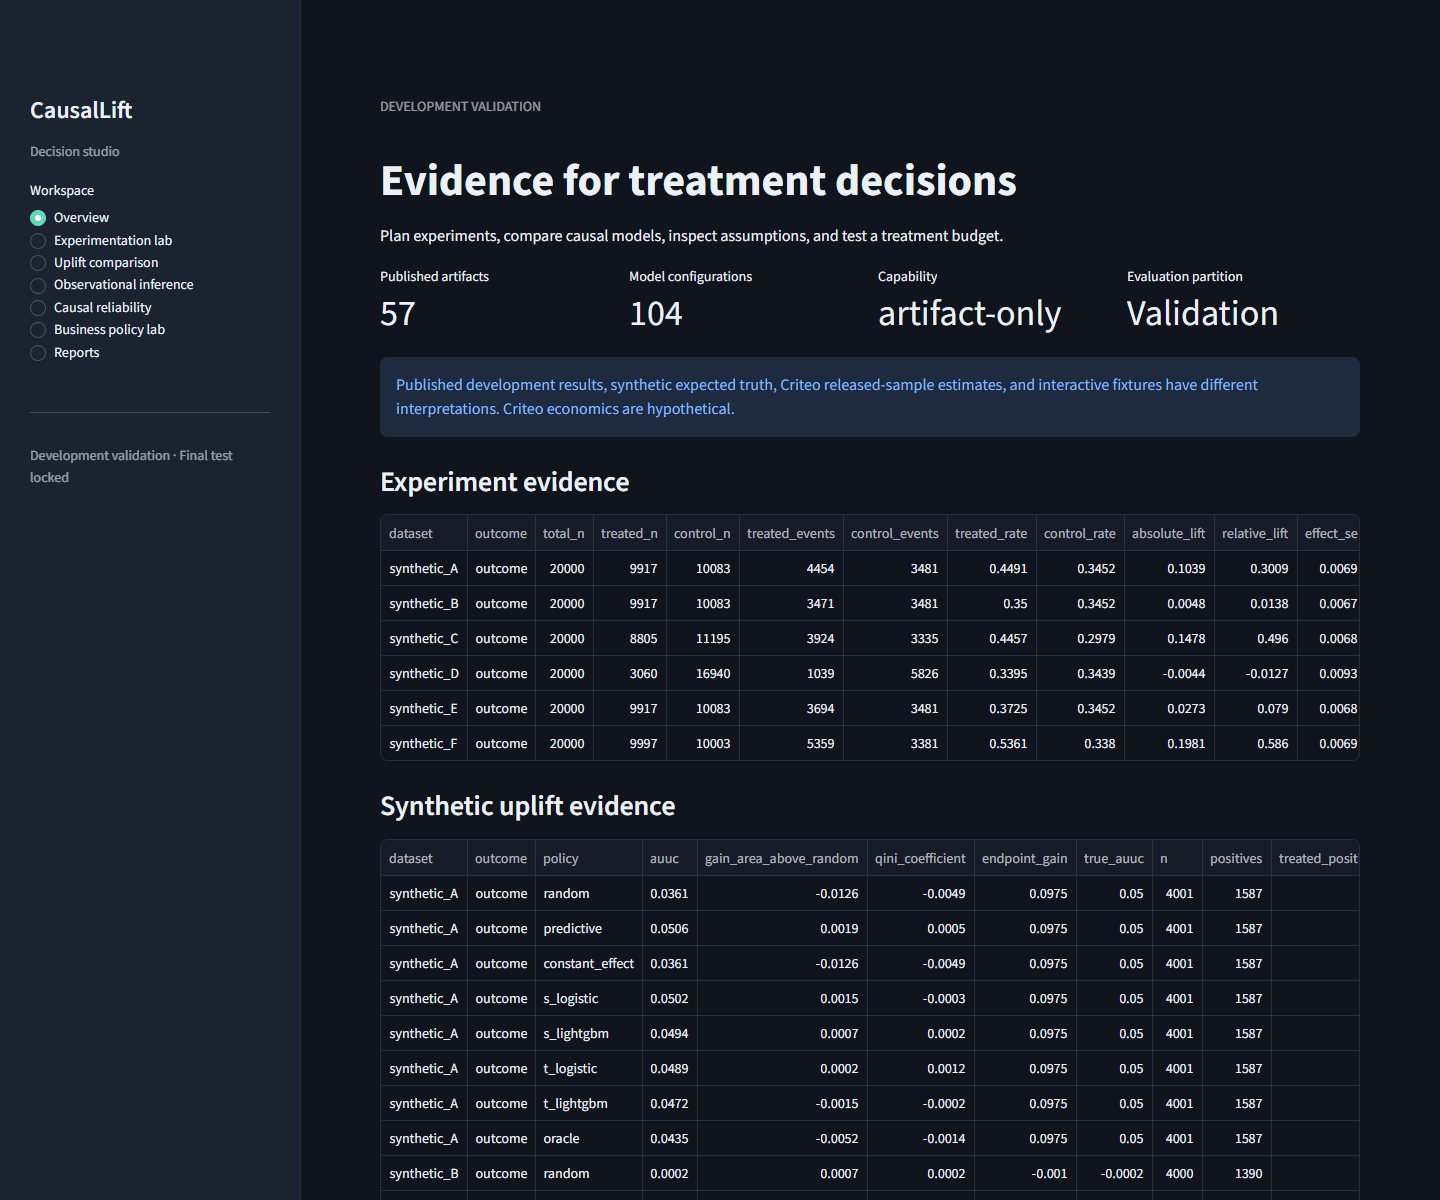 CausalLift
Decision studio
Workspace
Overview
Experimentation lab
Uplift comparison
Observational inference
Causal reliability
Business policy lab
Reports
Development validation · Final test
locked
DEVELOPMENT VALIDATION
Evidence for treatment decisions
Plan experiments, compare causal models, inspect assumptions, and test a treatment budget.
Published artifacts Model configurations Capability Evaluation partition
57 104 artifact-only Validation
Published development results, synthetic expected truth, Criteo released-sample estimates, and interactive fixtures have different
interpretations. Criteo economics are hypothetical.
Experiment evidence
dataset outcome total_n treated_n control_n treated_events control_events treated_rate control_rate absolute_lift relative_lift effect_se
synthetic_A outcome 20000 9917 10083 4454 3481 0.4491 0.3452 0.1039 0.3009 0.0069
synthetic_B outcome 20000 9917 10083 3471 3481 0.35 0.3452 0.0048 0.0138 0.0067
synthetic_C outcome 20000 8805 11195 3924 3335 0.4457 0.2979 0.1478 0.496 0.0068
synthetic_D outcome 20000 3060 16940 1039 5826 0.3395 0.3439 -0.0044 -0.0127 0.0093
synthetic_E outcome 20000 9917 10083 3694 3481 0.3725 0.3452 0.0273 0.079 0.0068
synthetic_F outcome 20000 9997 10003 5359 3381 0.5361 0.338 0.1981 0.586 0.0069
Synthetic uplift evidence
dataset outcome policy auuc gain_area_above_random qini_coefficient endpoint_gain true_auuc n positives treated_posit
synthetic_A outcome random 0.0361 -0.0126 -0.0049 0.0975 0.05 4001 1587
synthetic_A outcome predictive 0.0506 0.0019 0.0005 0.0975 0.05 4001 1587
synthetic_A outcome constant_effect 0.0361 -0.0126 -0.0049 0.0975 0.05 4001 1587
synthetic_A outcome s_logistic 0.0502 0.0015 -0.0003 0.0975 0.05 4001 1587
synthetic_A outcome s_lightgbm 0.0494 0.0007 0.0002 0.0975 0.05 4001 1587
synthetic_A outcome t_logistic 0.0489 0.0002 0.0012 0.0975 0.05 4001 1587
synthetic_A outcome t_lightgbm 0.0472 -0.0015 -0.0002 0.0975 0.05 4001 1587
synthetic_A outcome oracle 0.0435 -0.0052 -0.0014 0.0975 0.05 4001 1587
synthetic_B outcome random 0.0002 0.0007 0.0002 -0.001 -0.0002 4000 1390